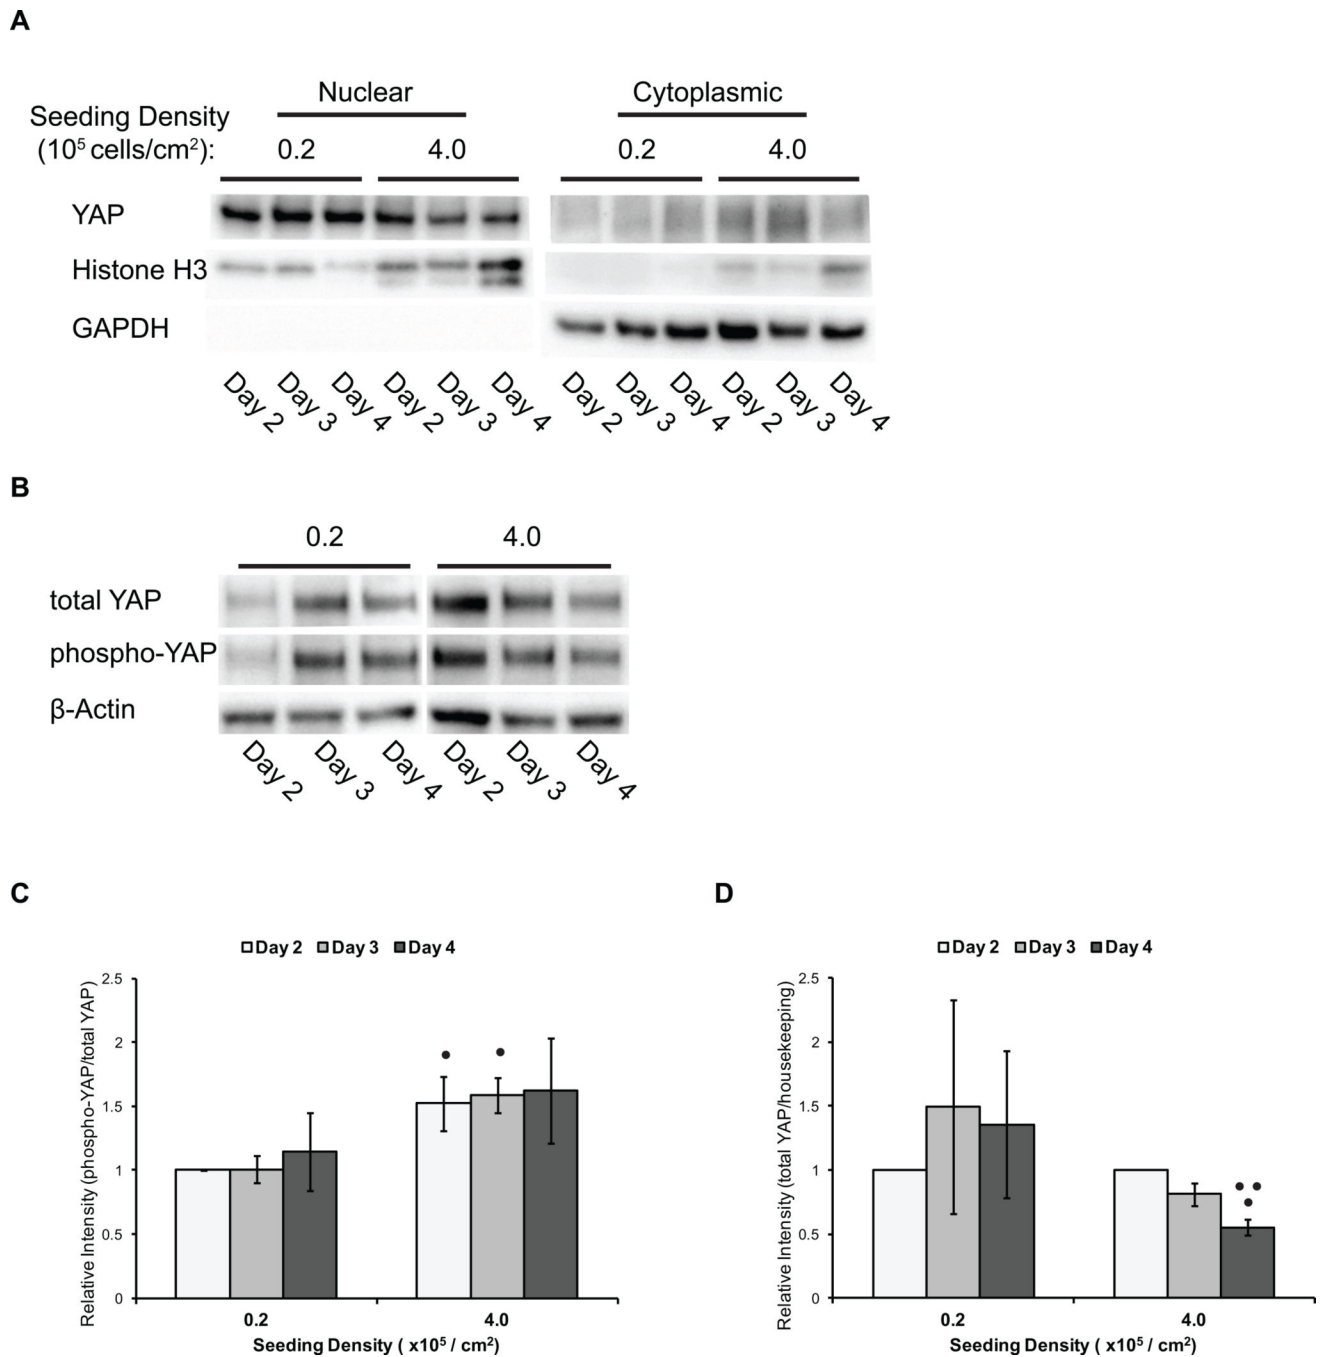 A
Nuclear
Cytoplasmic
Seeding Density
(10⁵ cells/cm²):
0.2
4.0
0.2
4.0
YAP
Histone H3
GAPDH
Day 2
Day 3
Day 4
Day 2
Day 3
Day 4
Day 2
Day 3
Day 4
Day 2
Day 3
Day 4
B
0.2
4.0
total YAP
phospho-YAP
β-Actin
Day 2
Day 3
Day 4
Day 2
Day 3
Day 4
C
Day 2 Day 3 Day 4
Relative Intensity (phospho-YAP/total YAP)
2.5
2
1.5
1
0.5
0
0.2
4.0
Seeding Density ( x10⁵ / cm²)
D
Day 2 Day 3 Day 4
Relative Intensity (total YAP/housekeeping)
2.5
2
1.5
1
0.5
0
0.2
4.0
Seeding Density ( x10⁵ / cm²)